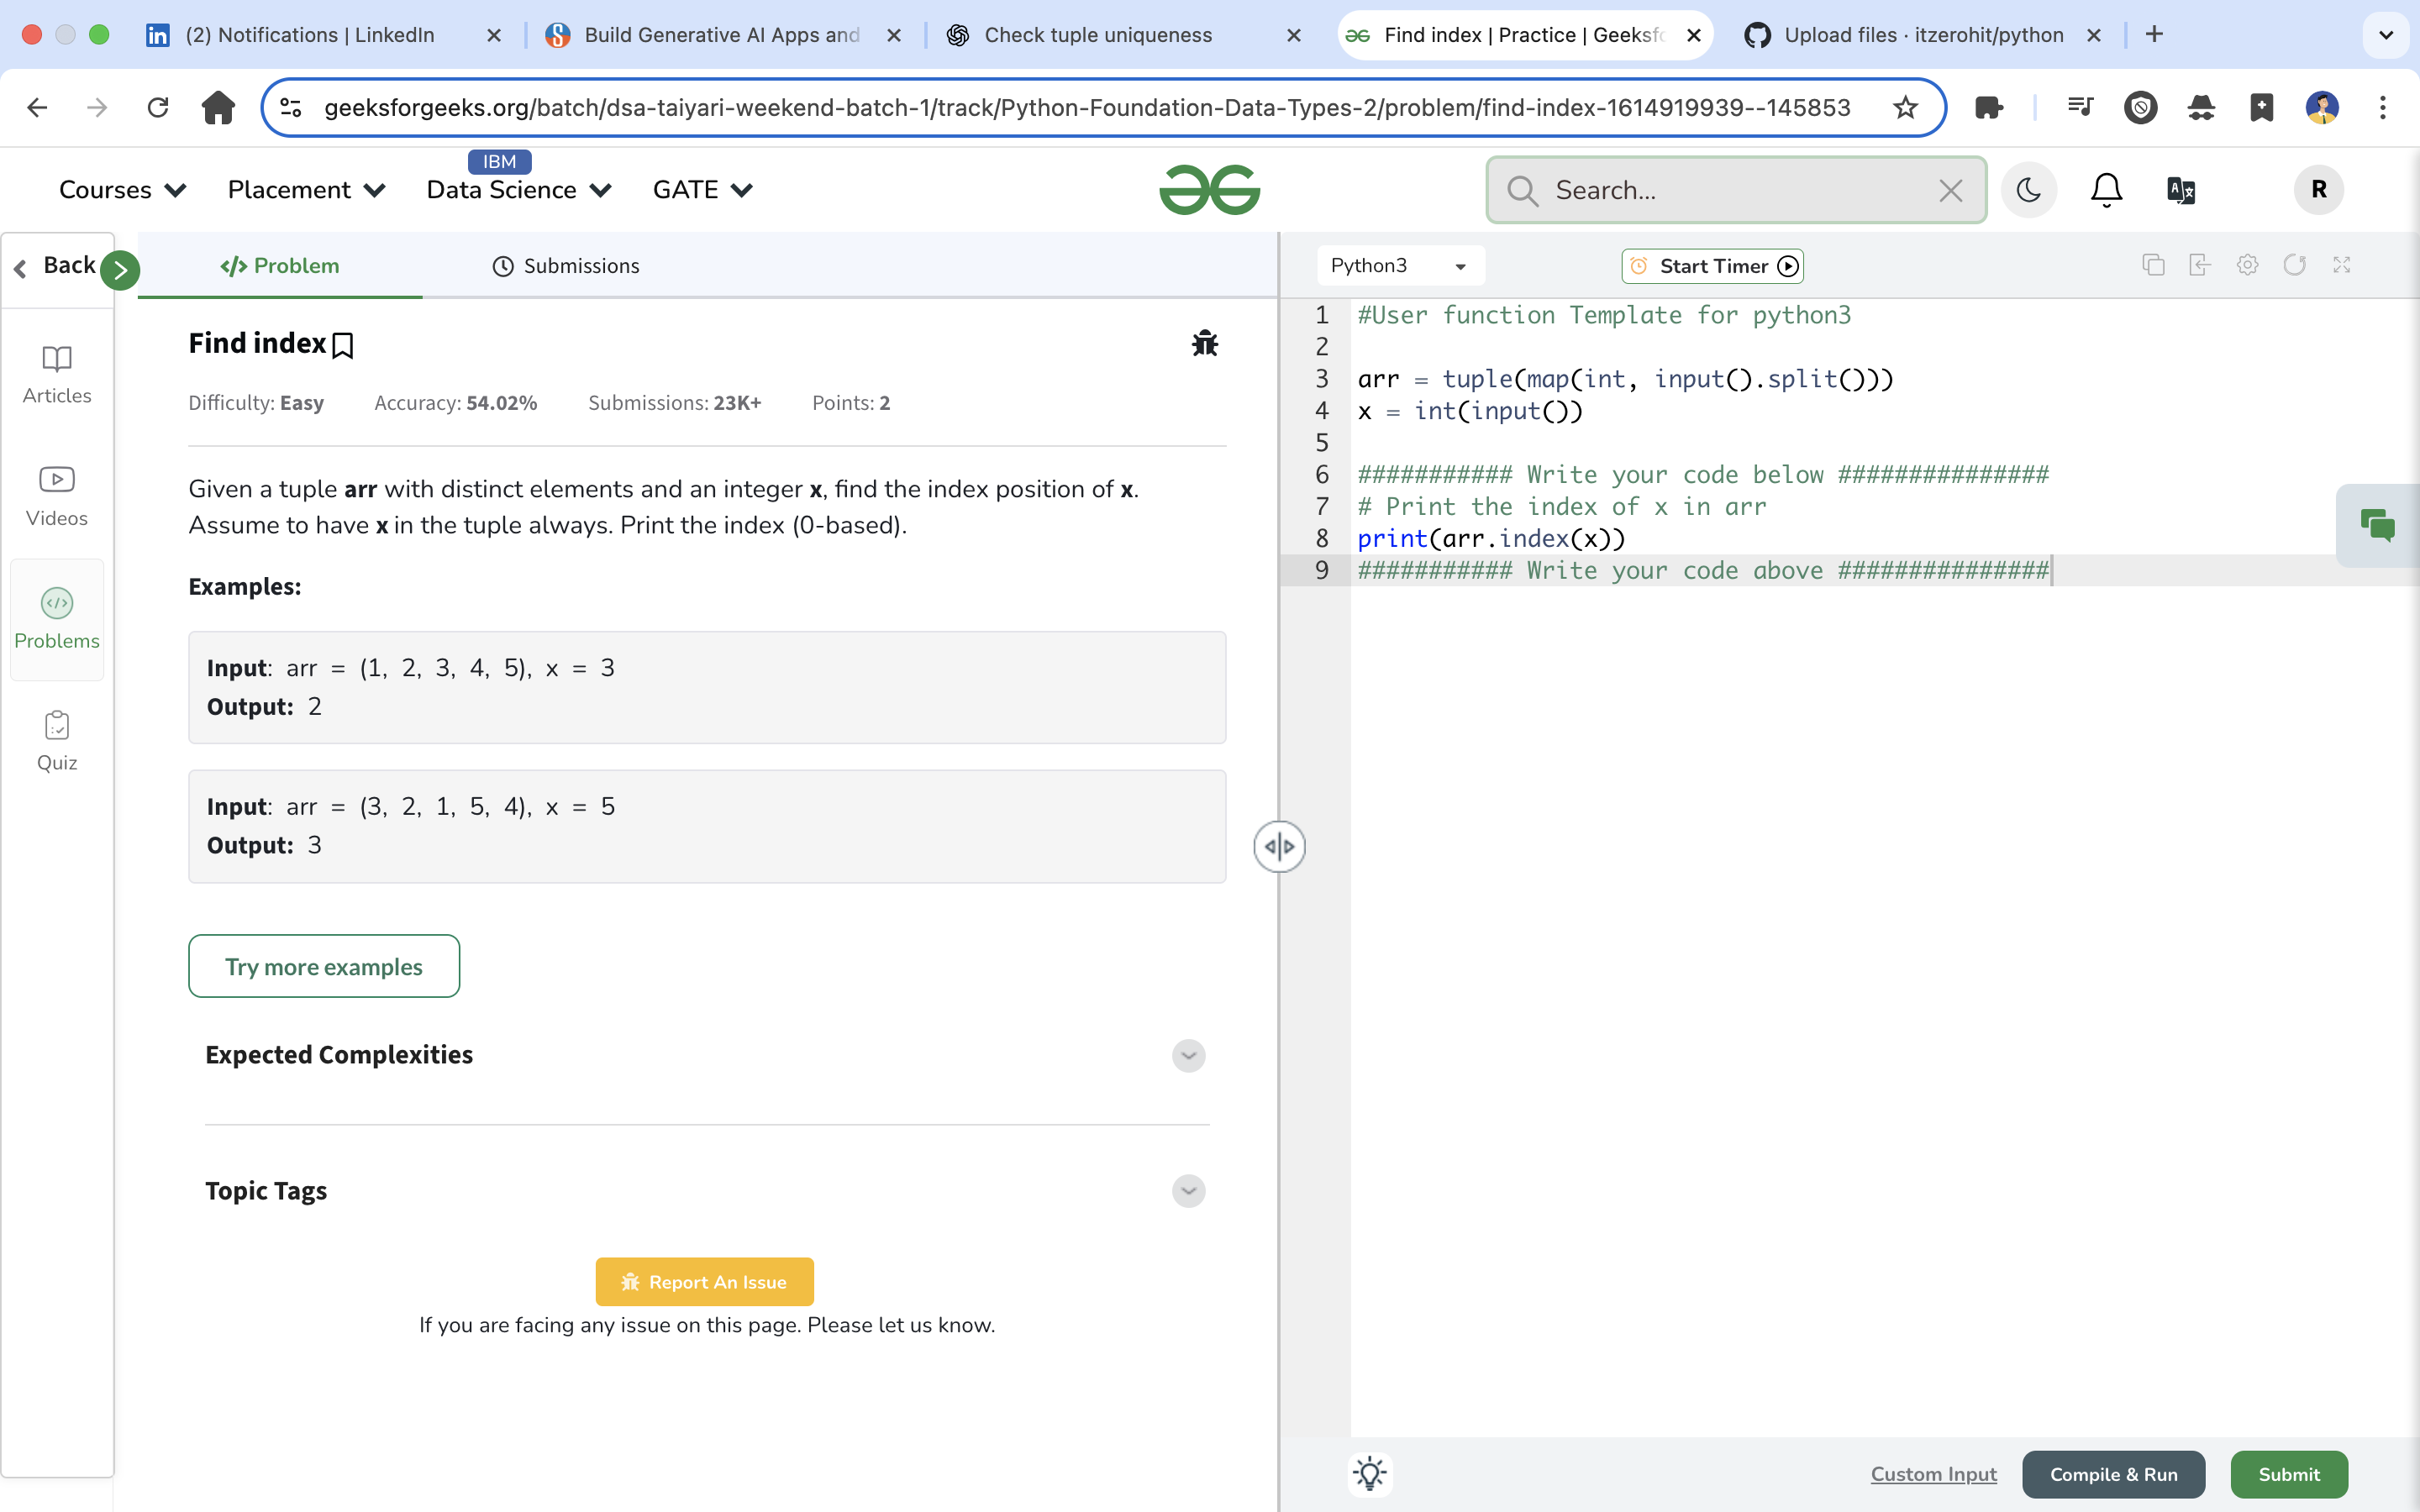 (2) Notifications | LinkedIn
Build Generative AI Apps and
Check tuple uniqueness
Find index | Practice | Geeksfo
Upload files · itzerohit/python
geeksforgeeks.org/batch/dsa-taiyari-weekend-batch-1/track/Python-Foundation-Data-Types-2/problem/find-index-1614919939--145853
IBM
Courses
Placement
Data Science
GATE
Search...
R
Back
Articles
Videos
Problems
Quiz
</> Problem
Submissions
Find index
Difficulty: Easy Accuracy: 54.02% Submissions: 23K+ Points: 2
Given a tuple arr with distinct elements and an integer x, find the index position of x.
Assume to have x in the tuple always. Print the index (0-based).
Examples:
Input: arr = (1, 2, 3, 4, 5), x = 3
Output: 2
Input: arr = (3, 2, 1, 5, 4), x = 5
Output: 3
Try more examples
Expected Complexities
Topic Tags
Report An Issue
If you are facing any issue on this page. Please let us know.
Python3
Start Timer
1 #User function Template for python3
2
3 arr = tuple(map(int, input().split()))
4 x = int(input())
5
6 ########### Write your code below ###############
7 # Print the index of x in arr
8 print(arr.index(x))
9 ########### Write your code above ###############
Custom Input
Compile & Run
Submit